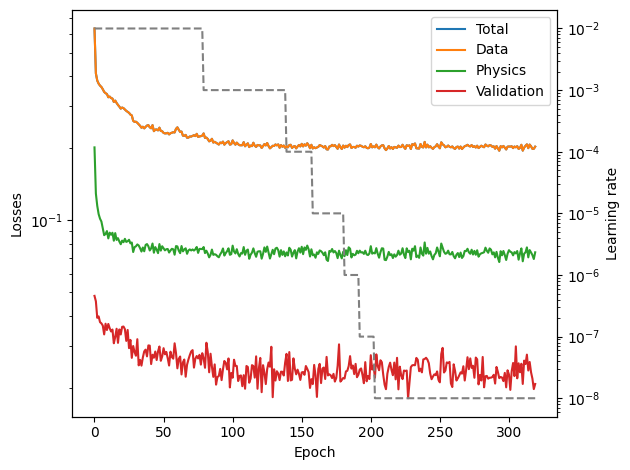 Total
Data
Physics
Validation
Losses
10⁻¹
0
50
100
150
200
250
300
Epoch
10⁻²
10⁻³
10⁻⁴
10⁻⁵
10⁻⁶
10⁻⁷
10⁻⁸
Learning rate